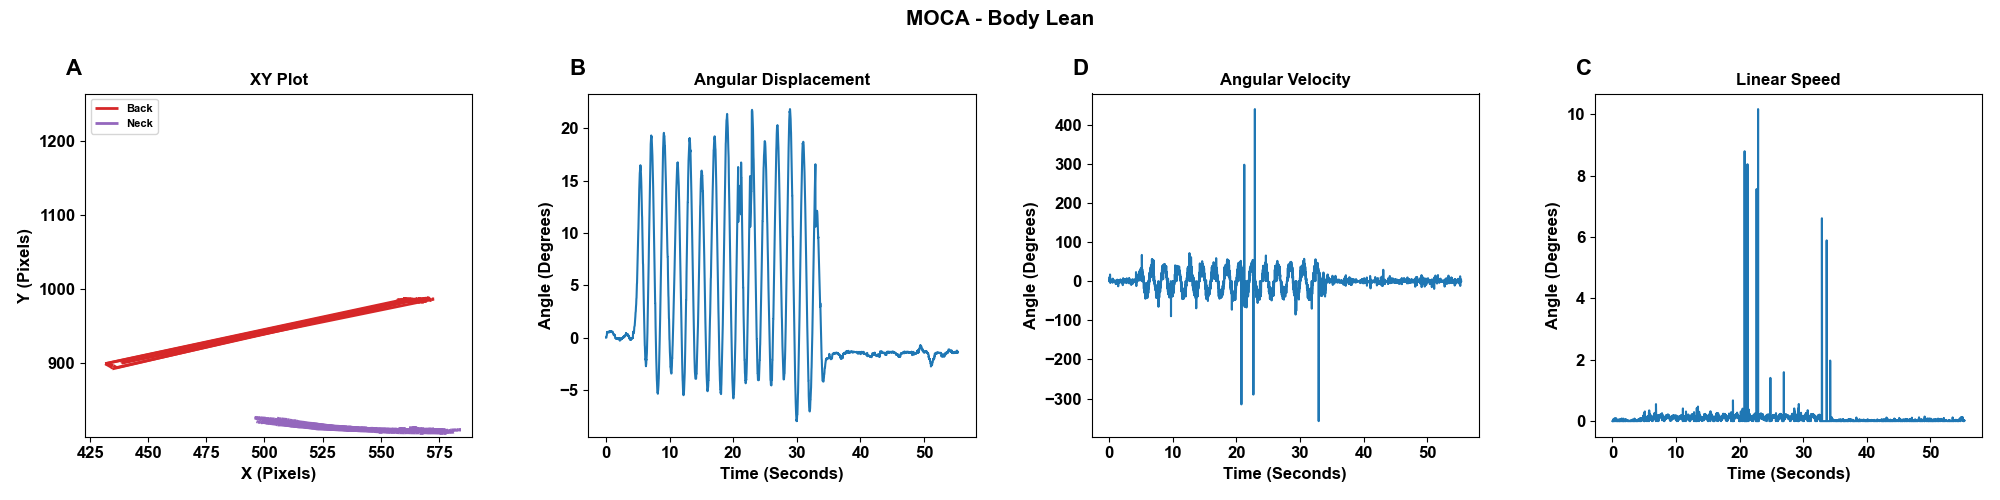 MOCA - Body Lean
A
XY Plot
Back
Neck
1200
1100
1000
900
Y (Pixels)
425 450 475 500 525 550 575
X (Pixels)
B
Angular Displacement
20
15
10
5
0
−5
Angle (Degrees)
0 10 20 30 40 50
Time (Seconds)
D
Angular Velocity
400
300
200
100
0
−100
−200
−300
Angle (Degrees)
0 10 20 30 40 50
Time (Seconds)
C
Linear Speed
10
8
6
4
2
0
Angle (Degrees)
0 10 20 30 40 50
Time (Seconds)